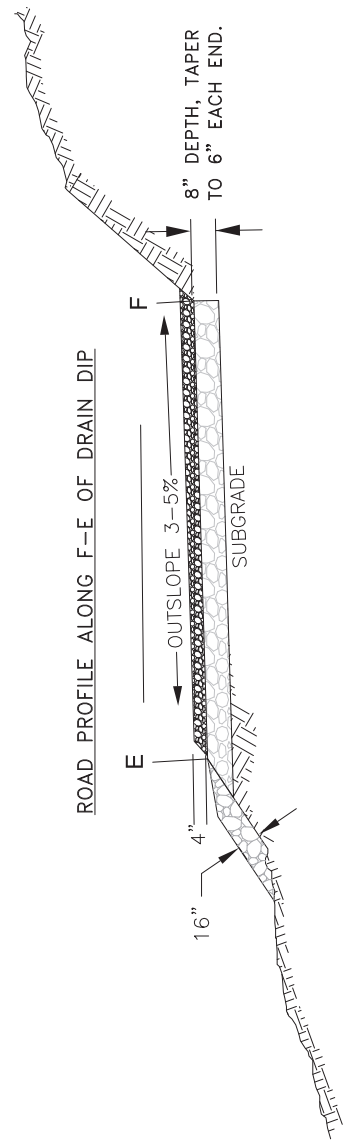 ROAD PROFILE ALONG F-E OF DRAIN DIP
E
F
OUTSLOPE 3-5%
8" DEPTH, TAPER
TO 6" EACH END.
4"
SUBGRADE
16"